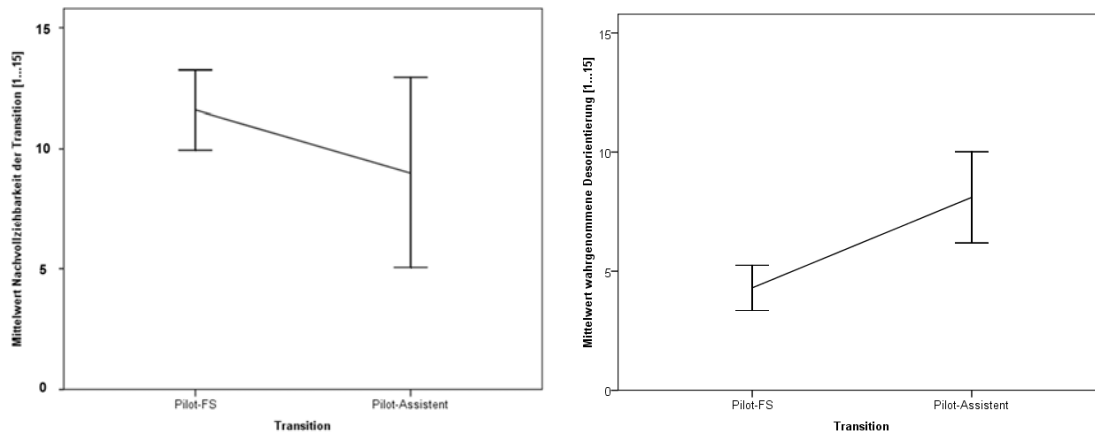 Mittelwert Nachvollziehbarkeit der Transition [1...15]
15
10
5
0
Pilot-FS
Pilot-Assistent
Transition
Mittelwert wahrgenommene Desorientierung [1...15]
15
10
5
0
Pilot-FS
Pilot-Assistent
Transition